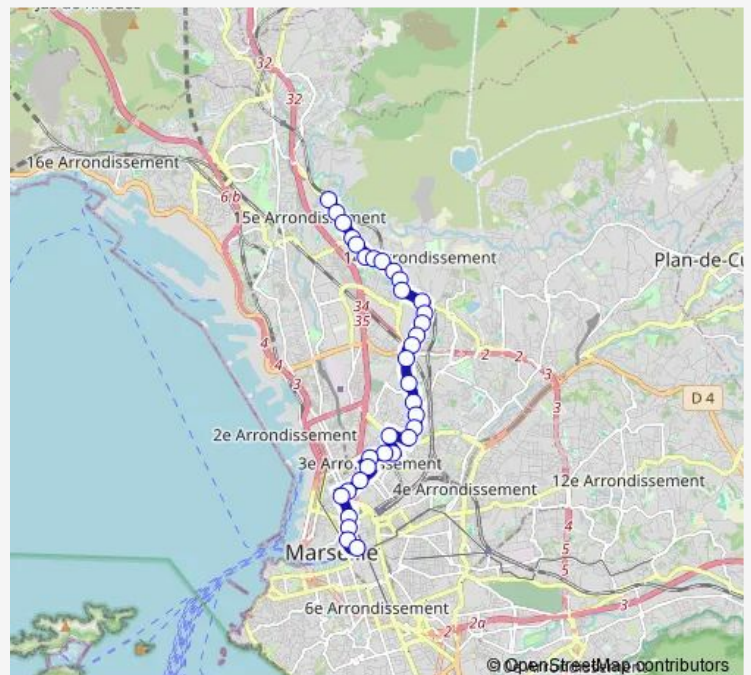 32
32
16e Arrondissement
6 b
15e Arrondissement
14e Arrondissement
Plan-de-Cu
34
35
4
4
3
2
2
3
3
D 4
2e Arrondissement
3e Arrondissement
4e Arrondissement
12e Arrondissement
4
5
5
Marseille
6e Arrondissement
2
2a
3
© OpenStreetMap contributors